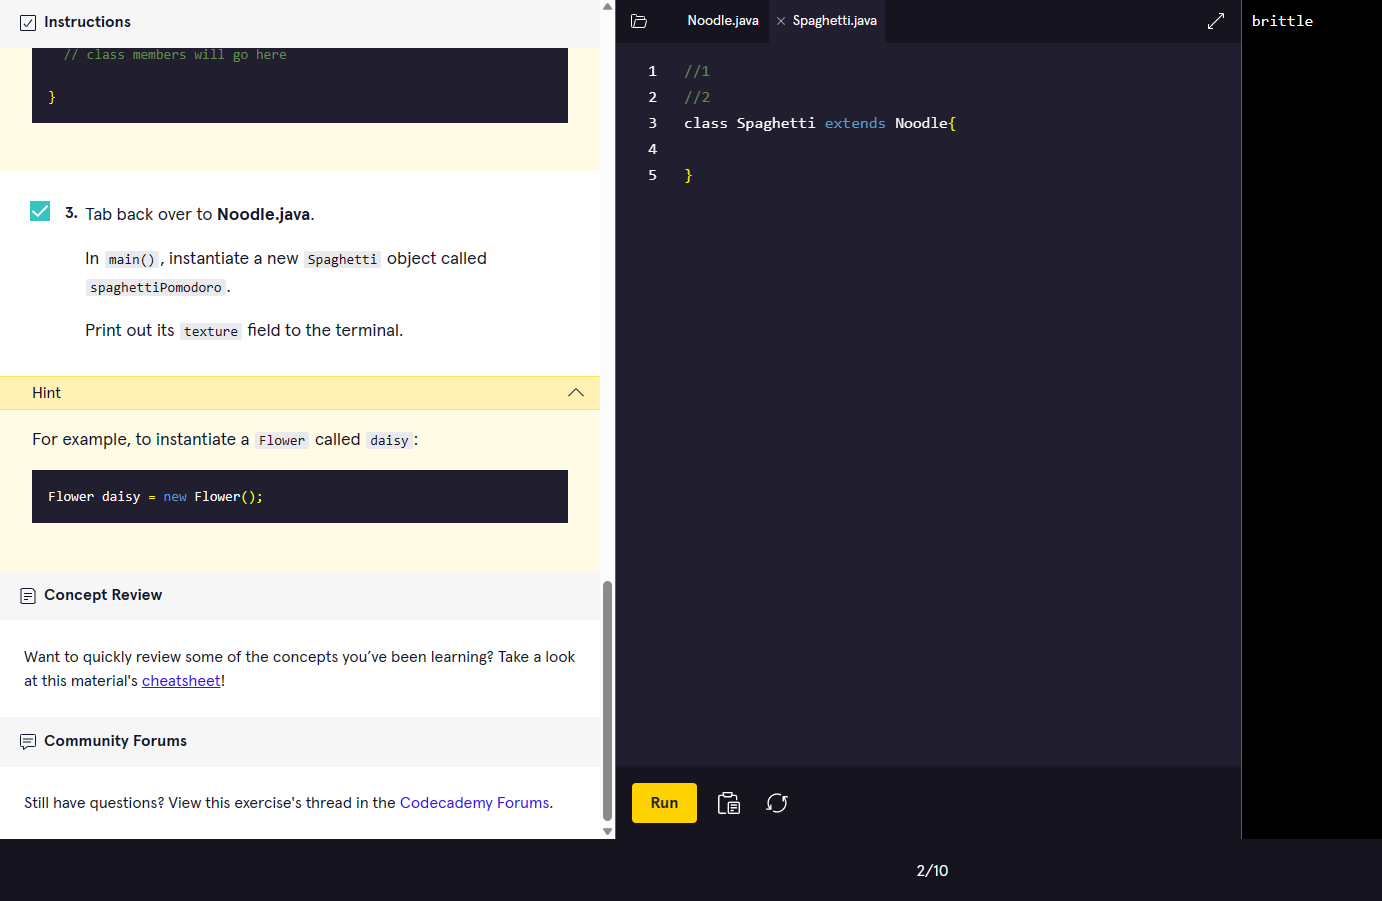 Instructions
// class members will go here
}
3. Tab back over to Noodle.java.
In main(), instantiate a new Spaghetti object called
spaghettiPomodoro.
Print out its texture field to the terminal.
Hint
For example, to instantiate a Flower called daisy:
Flower daisy = new Flower();
Concept Review
Want to quickly review some of the concepts you’ve been learning? Take a look
at this material's cheatsheet!
Community Forums
Still have questions? View this exercise's thread in the Codecademy Forums.
Noodle.java
Spaghetti.java
1 //1
2 //2
3 class Spaghetti extends Noodle{
4
5 }
Run
brittle
2/10